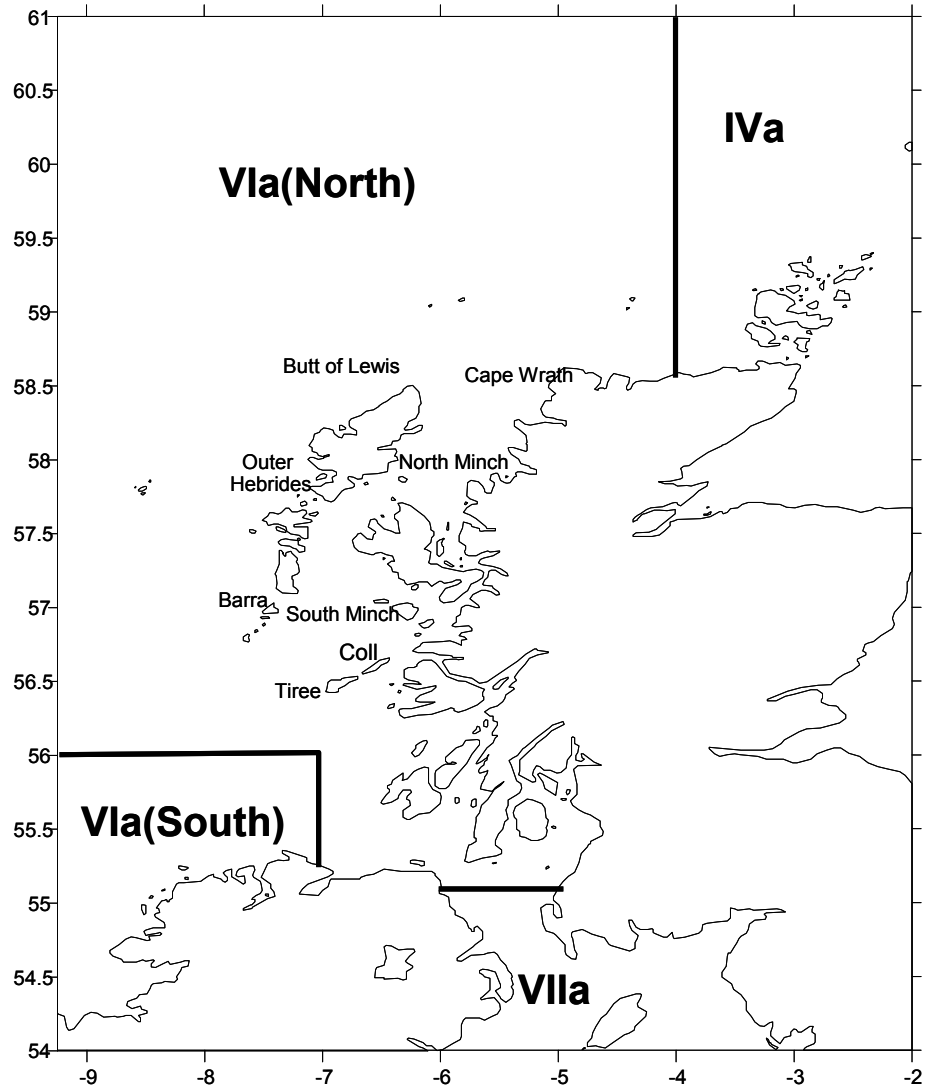 61
60.5
IVa
60
VIa(North)
59.5
59
Butt of Lewis
Cape Wrath
58.5
58
Outer
Hebrides
North Minch
57.5
57
Barra
South Minch
Coll
56.5
Tiree
56
VIa(South)
55.5
55
54.5
VIIa
54
-9 -8 -7 -6 -5 -4 -3 -2